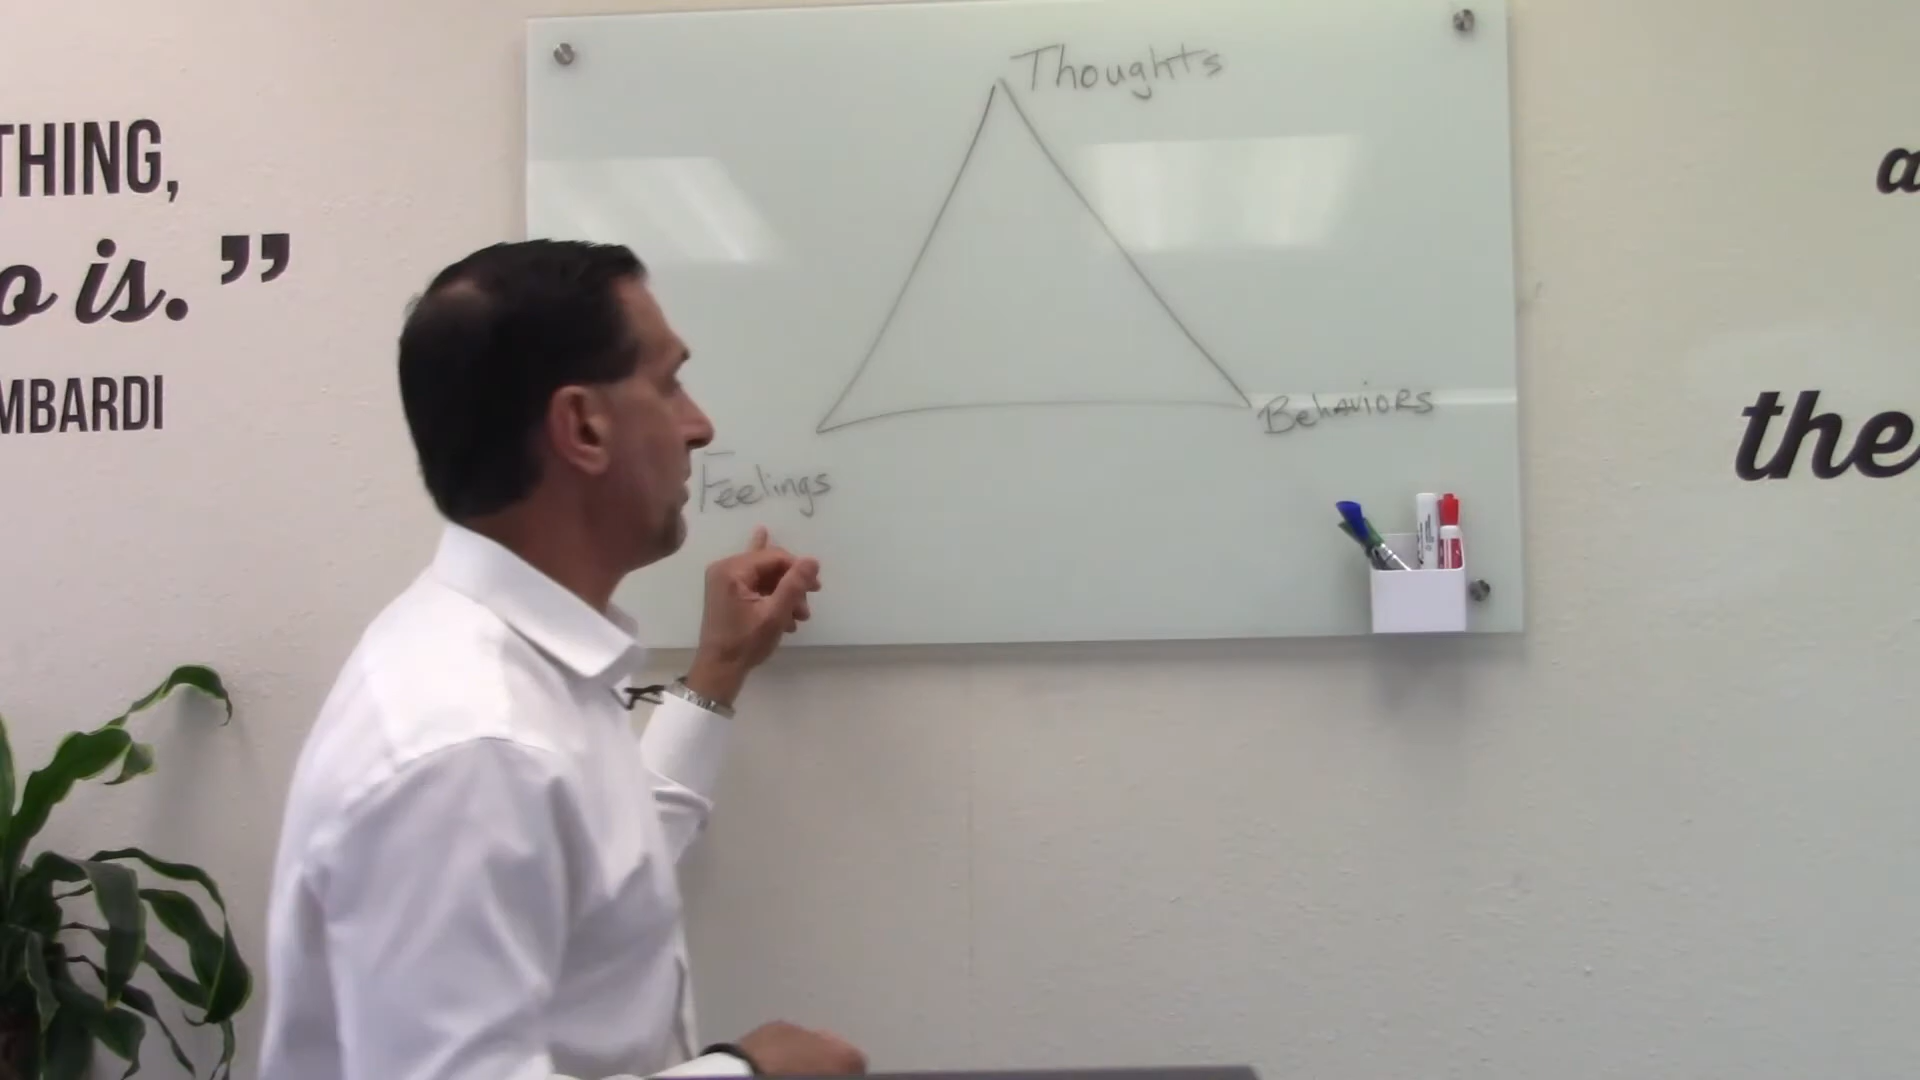 THING,
o is.”
MBARDI
Thoughts
Behaviors
Feelings
a
the